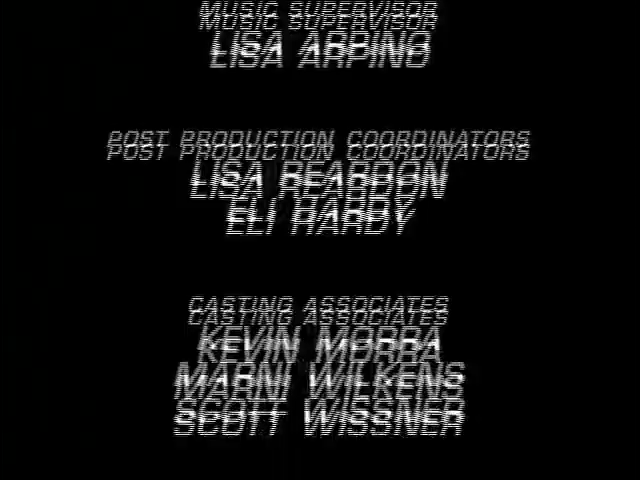 MUSIC SUPERVISOR
LISA ARPINO
POST PRODUCTION COORDINATORS
LISA REARDON
ELI HARDY
CASTING ASSOCIATES
KEVIN MORRA
MARNI WILKENS
SCOTT WISSNER